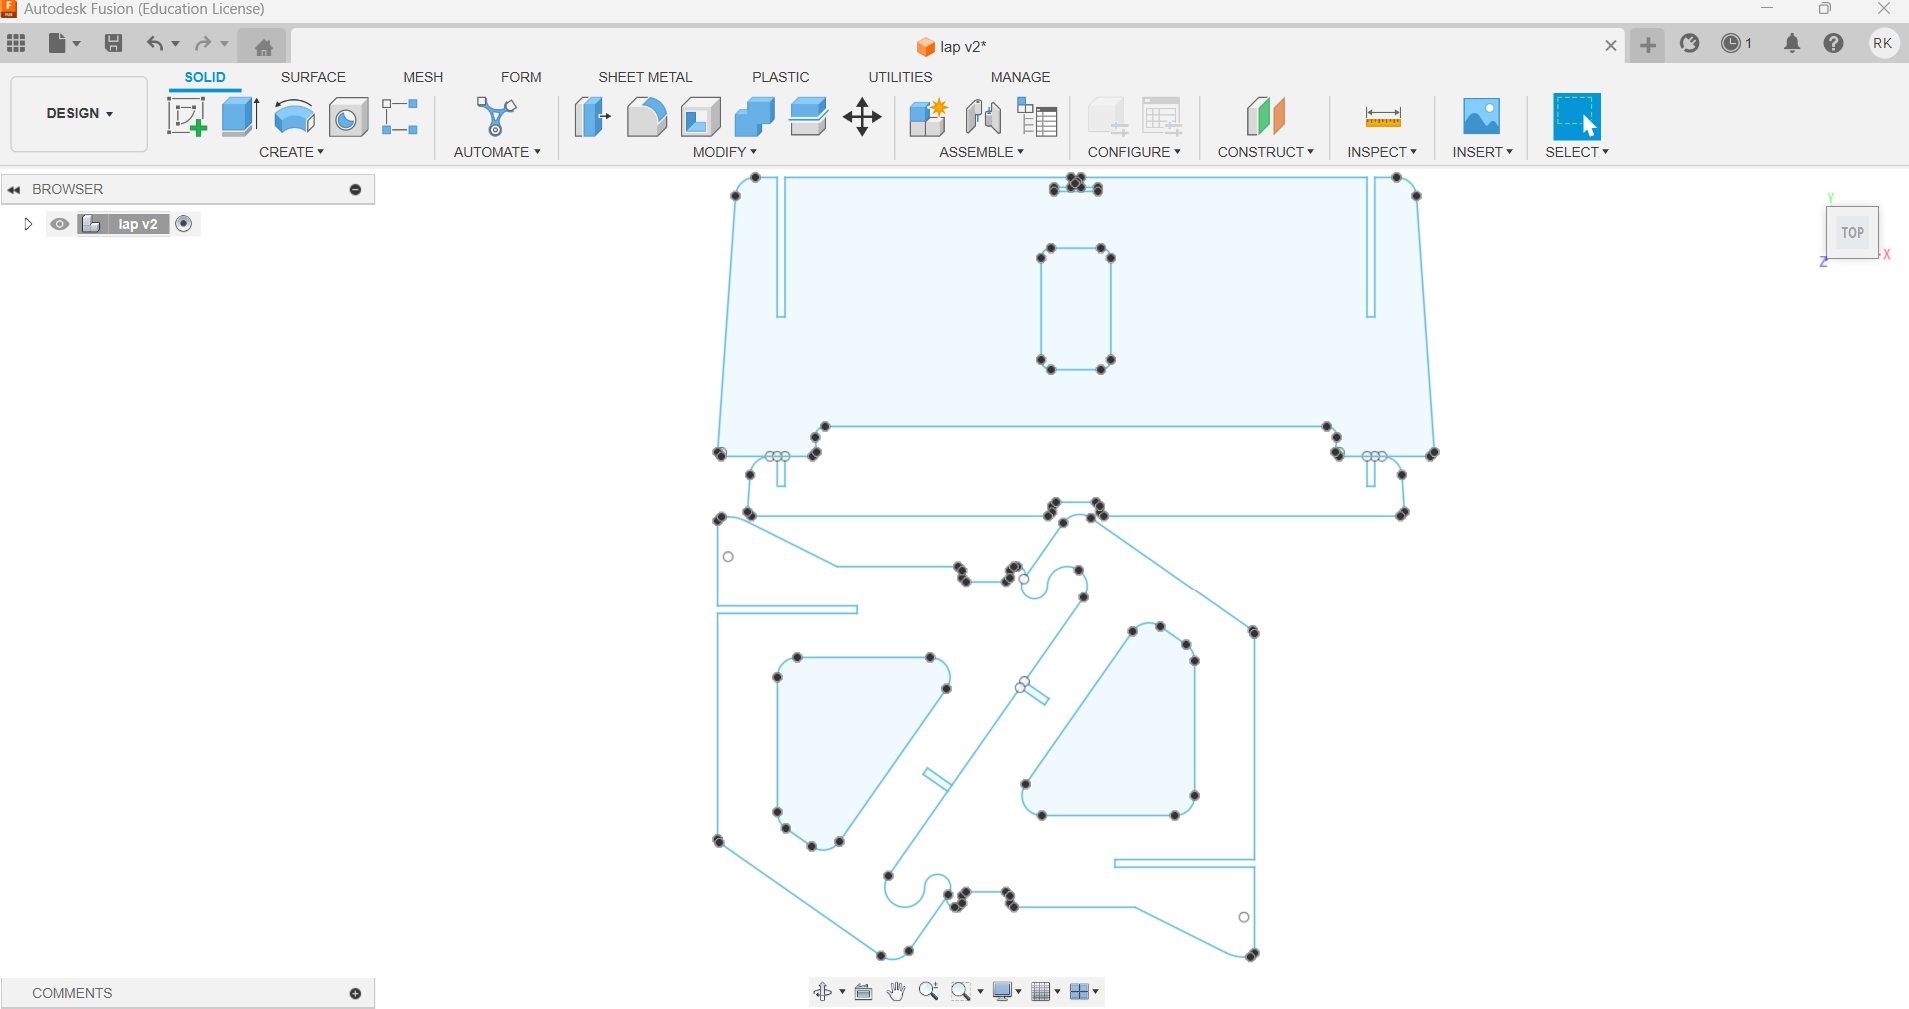 Autodesk Fusion (Education License)
lap v2*
1
RK
DESIGN
SOLID SURFACE MESH FORM SHEET METAL PLASTIC UTILITIES MANAGE
CREATE AUTOMATE MODIFY ASSEMBLE CONFIGURE CONSTRUCT INSPECT INSERT SELECT
BROWSER
lap v2
Y
TOP
X
Z
COMMENTS